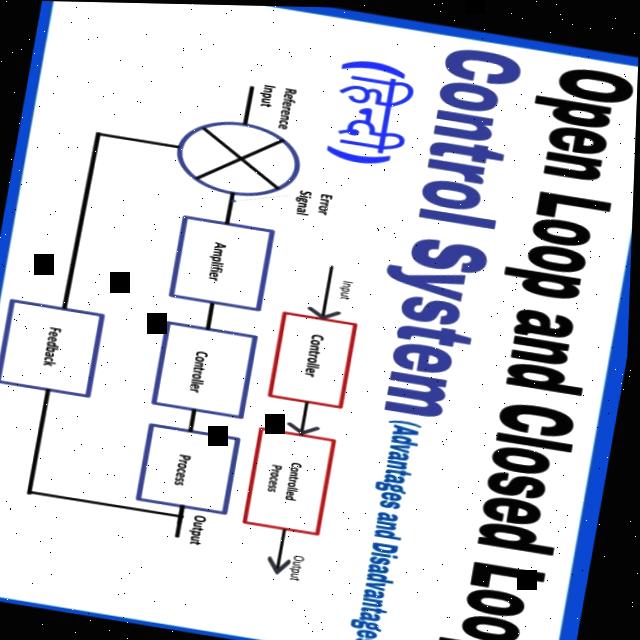 Open Loop and Closed Loop
Control System (Advantages and Disadvantage
(हिन्दी)
Input
Controller
Controlled
Process
Output
Reference
Input
Error
Signal
Amplifier
Controller
Process
Output
Feedback